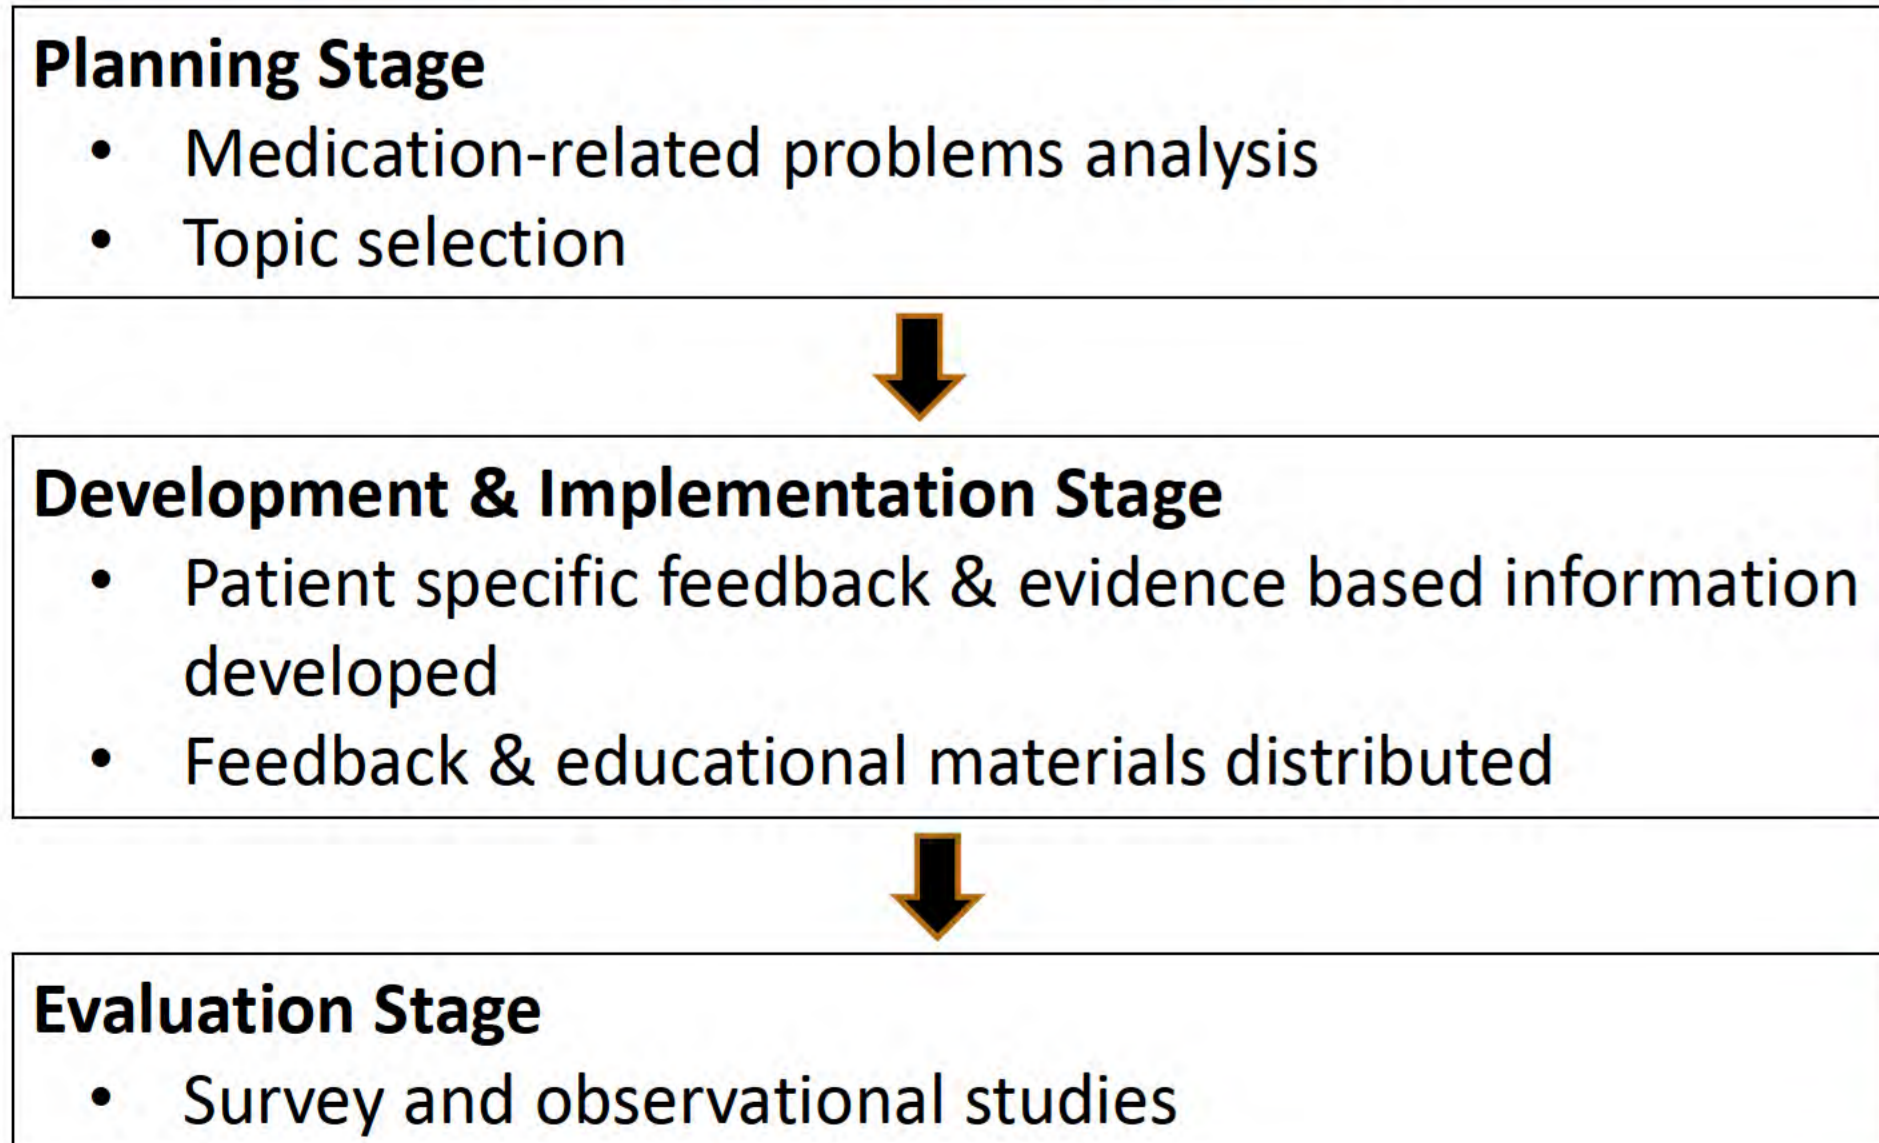 Planning Stage
• Medication-related problems analysis
• Topic selection
Development & Implementation Stage
• Patient specific feedback & evidence based information
developed
• Feedback & educational materials distributed
Evaluation Stage
• Survey and observational studies